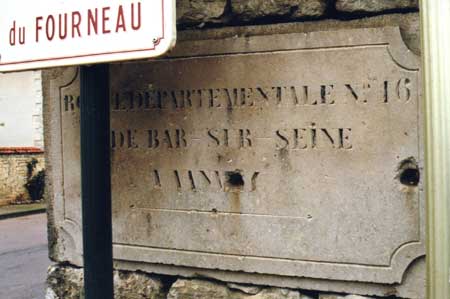 du FOURNEAU
DÉPARTEMENTALE N.° 16
DE BAR-SUR-SEINE
A